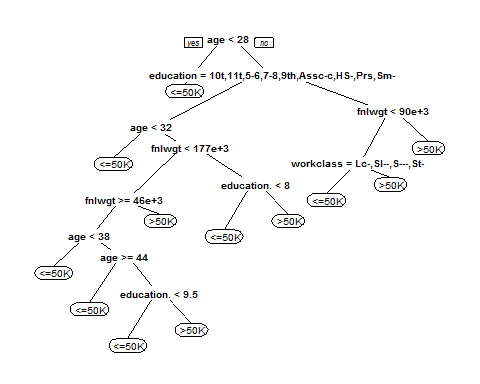 yes age < 28 no
education = 10t,11t,5-6,7-8,9th,Assc-c,HS-,Prs,Sm-
<=50K
fnlwgt < 90e+3
age < 32
fnlwgt < 177e+3
>50K
<=50K
workclass = Lc-,Sl--,S---,St-
education. < 8
>50K
fnlwgt >= 46e+3
<=50K
>50K
>50K
age < 38
<=50K
age >= 44
<=50K
education. < 9.5
<=50K
>50K
<=50K